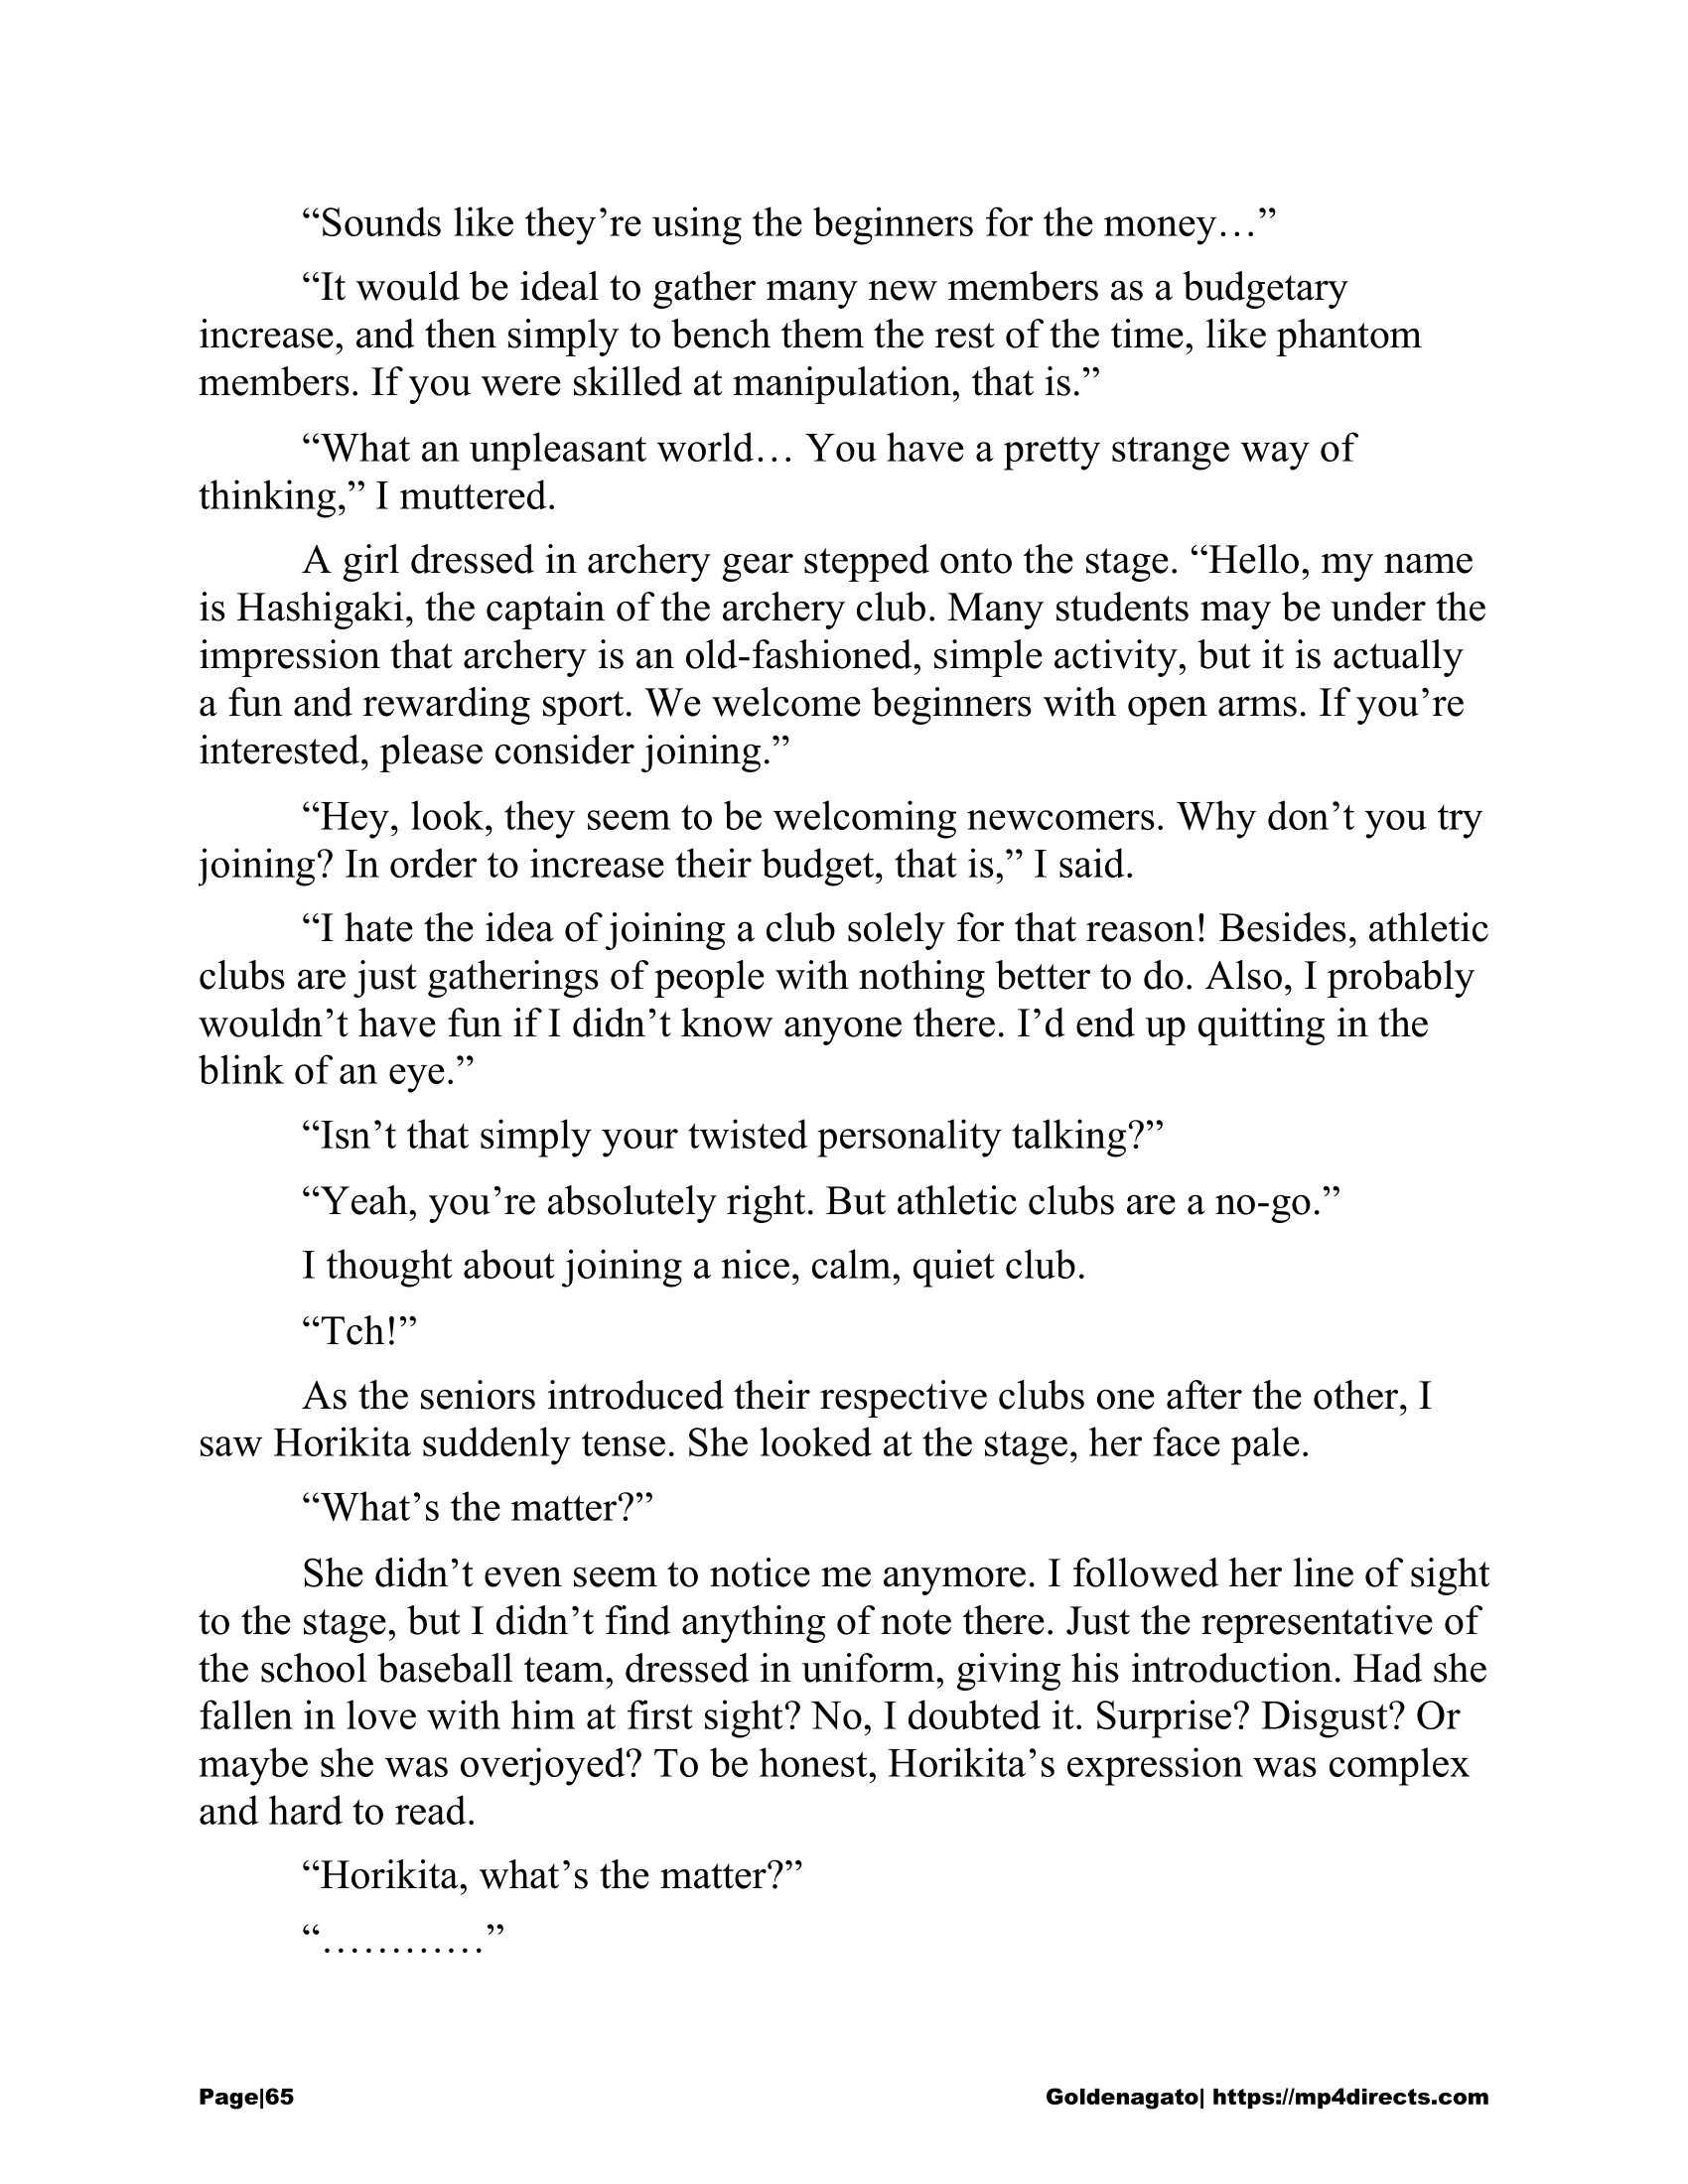 “Sounds like they’re using the beginners for the money…”
“It would be ideal to gather many new members as a budgetary
increase, and then simply to bench them the rest of the time, like phantom
members. If you were skilled at manipulation, that is.”
“What an unpleasant world… You have a pretty strange way of
thinking,” I muttered.
A girl dressed in archery gear stepped onto the stage. “Hello, my name
is Hashigaki, the captain of the archery club. Many students may be under the
impression that archery is an old-fashioned, simple activity, but it is actually
a fun and rewarding sport. We welcome beginners with open arms. If you’re
interested, please consider joining.”
“Hey, look, they seem to be welcoming newcomers. Why don’t you try
joining? In order to increase their budget, that is,” I said.
“I hate the idea of joining a club solely for that reason! Besides, athletic
clubs are just gatherings of people with nothing better to do. Also, I probably
wouldn’t have fun if I didn’t know anyone there. I’d end up quitting in the
blink of an eye.”
“Isn’t that simply your twisted personality talking?”
“Yeah, you’re absolutely right. But athletic clubs are a no-go.”
I thought about joining a nice, calm, quiet club.
“Tch!”
As the seniors introduced their respective clubs one after the other, I
saw Horikita suddenly tense. She looked at the stage, her face pale.
“What’s the matter?”
She didn’t even seem to notice me anymore. I followed her line of sight
to the stage, but I didn’t find anything of note there. Just the representative of
the school baseball team, dressed in uniform, giving his introduction. Had she
fallen in love with him at first sight? No, I doubted it. Surprise? Disgust? Or
maybe she was overjoyed? To be honest, Horikita’s expression was complex
and hard to read.
“Horikita, what’s the matter?”
“…………”
Page|65 Goldenagato| https://mp4directs.com